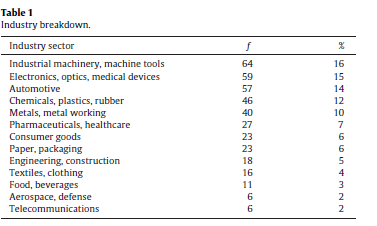 Table 1
Industry breakdown.
Industry sector f %
Industrial machinery, machine tools 64 16
Electronics, optics, medical devices 59 15
Automotive 57 14
Chemicals, plastics, rubber 46 12
Metals, metal working 40 10
Pharmaceuticals, healthcare 27 7
Consumer goods 23 6
Paper, packaging 23 6
Engineering, construction 18 5
Textiles, clothing 16 4
Food, beverages 11 3
Aerospace, defense 6 2
Telecommunications 6 2